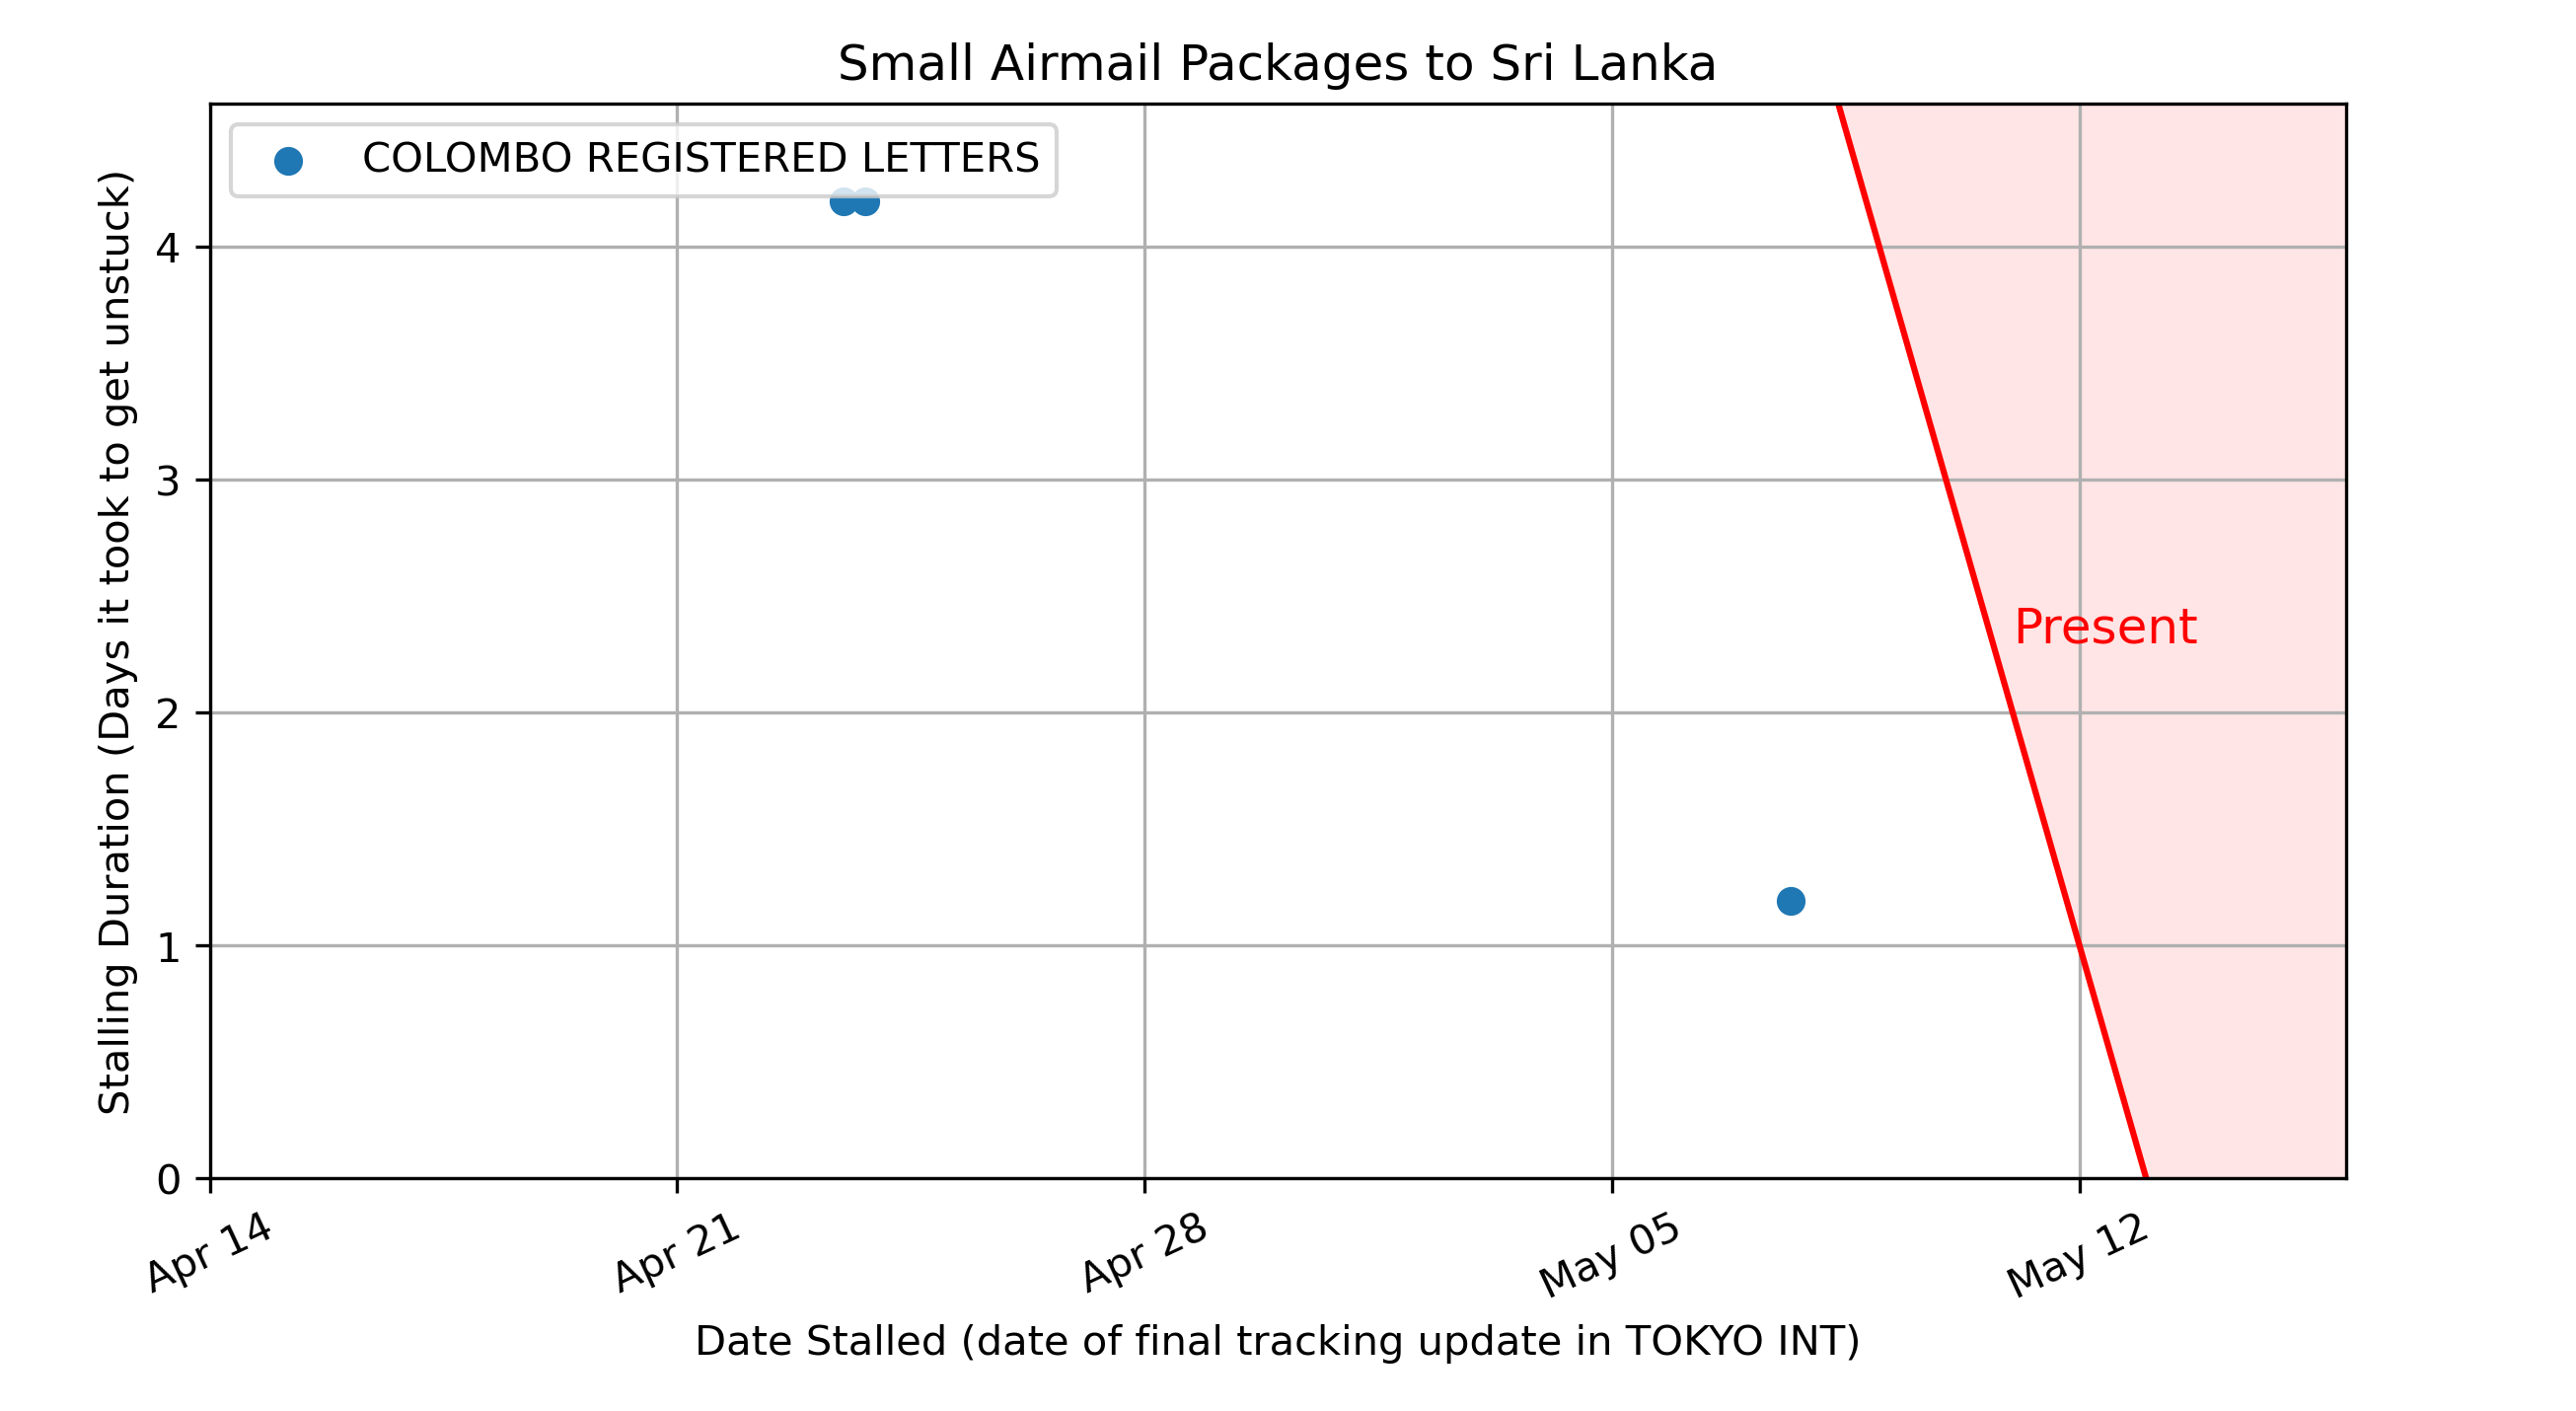 Small Airmail Packages to Sri Lanka
COLOMBO REGISTERED LETTERS
Stalling Duration (Days it took to get unstuck)
4
3
2
1
0
Present
Apr 14
Apr 21
Apr 28
May 05
May 12
Date Stalled (date of final tracking update in TOKYO INT)